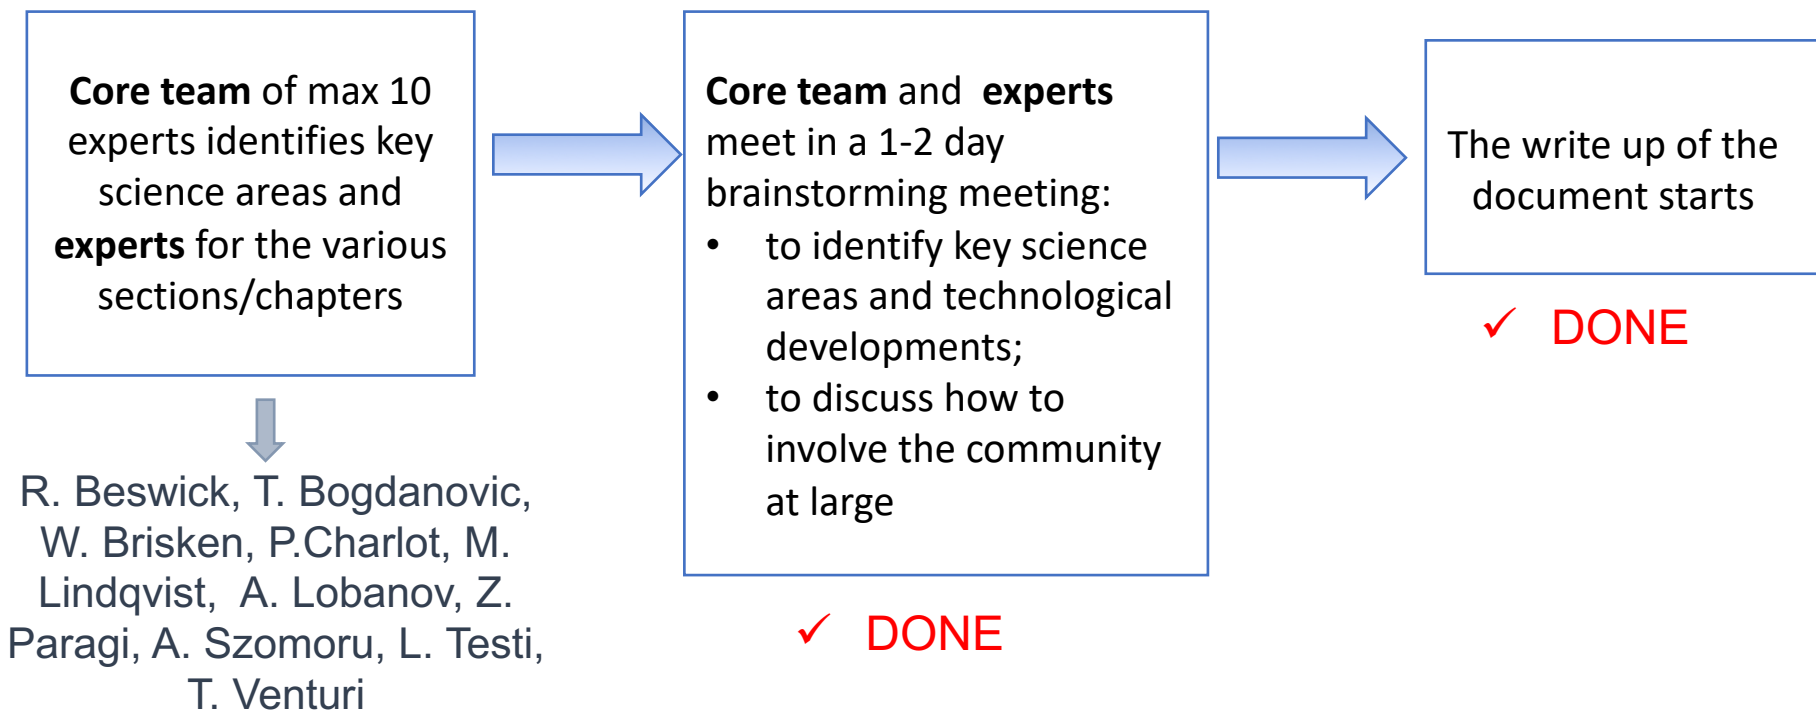 Core team of max 10
experts identifies key
science areas and
experts for the various
sections/chapters
R. Beswick, T. Bogdanovic,
W. Brisken, P.Charlot, M.
Lindqvist, A. Lobanov, Z.
Paragi, A. Szomoru, L. Testi,
T. Venturi
Core team and experts
meet in a 1-2 day
brainstorming meeting:
• to identify key science
areas and technological
developments;
• to discuss how to
involve the community
at large
✓ DONE
The write up of the
document starts
✓ DONE